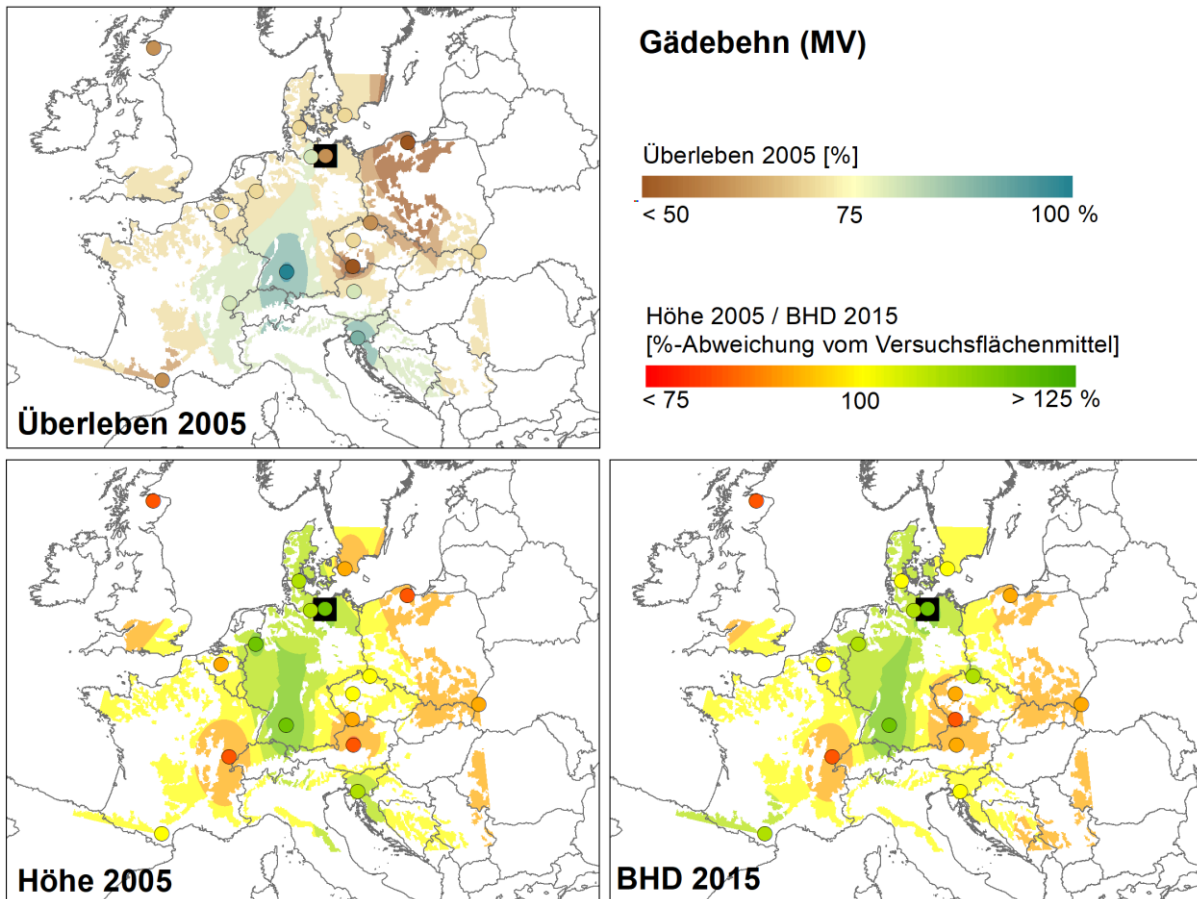 Gädebehn (MV)
Überleben 2005 [%]
< 50 75 100 %
Höhe 2005 / BHD 2015
[%-Abweichung vom Versuchsflächenmittel]
< 75 100 > 125 %
Überleben 2005
Höhe 2005
BHD 2015